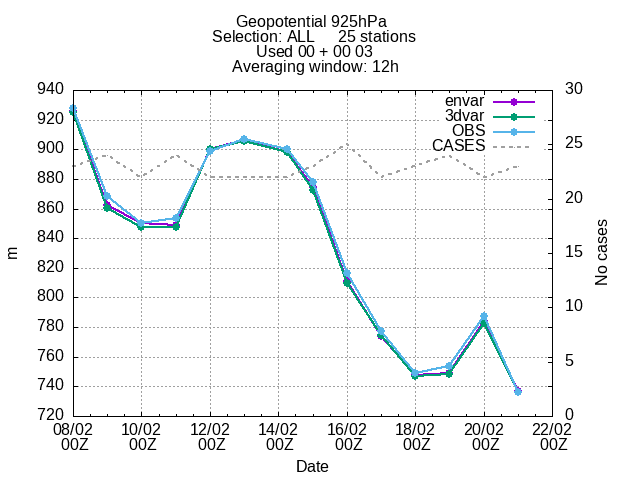 Geopotential 925hPa
Selection: ALL 25 stations
Used 00 + 00 03
Averaging window: 12h
940
920
900
880
860
840
820
800
780
760
740
720
m
30
25
20
15
10
5
0
No cases
envar
3dvar
OBS
CASES
08/02 10/02 12/02 14/02 16/02 18/02 20/02 22/02
00Z 00Z 00Z 00Z 00Z 00Z 00Z 00Z
Date